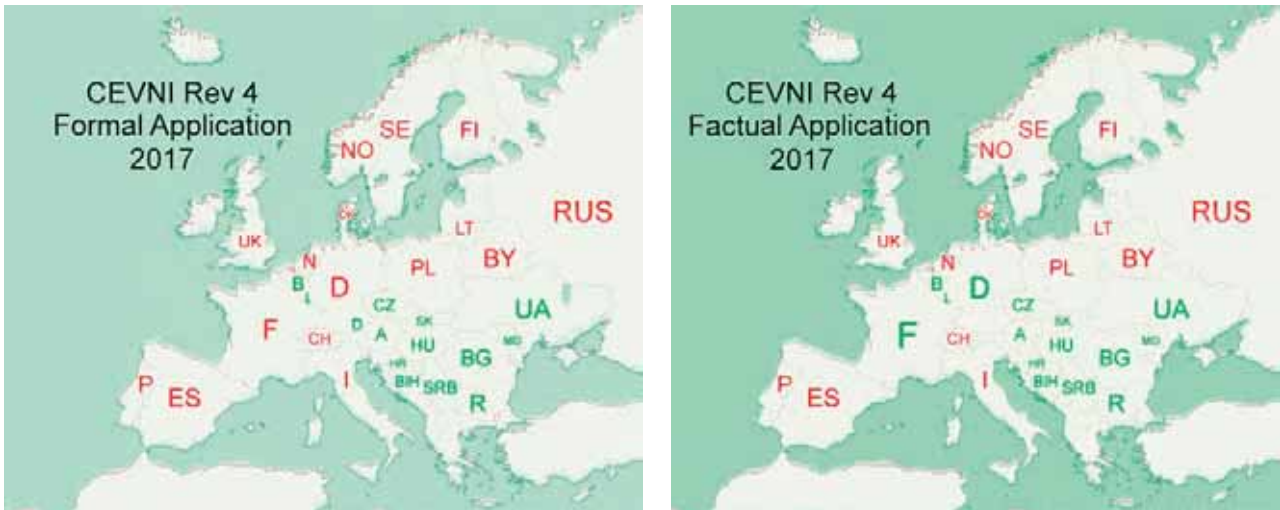 CEVNI Rev 4
Formal Application
2017
SE
FI
NO
RUS
DK
LT
UK
BY
N
PL
B
D
L
CZ
UA
F
D
SK
A
CH
HU
MD
BG
HR
I
BIH
SRB
P
ES
R
CEVNI Rev 4
Factual Application
2017
SE
FI
NO
RUS
DK
LT
UK
BY
N
PL
B
D
L
CZ
UA
F
SK
A
CH
HU
MD
BG
HR
I
BIH
SRB
P
ES
R